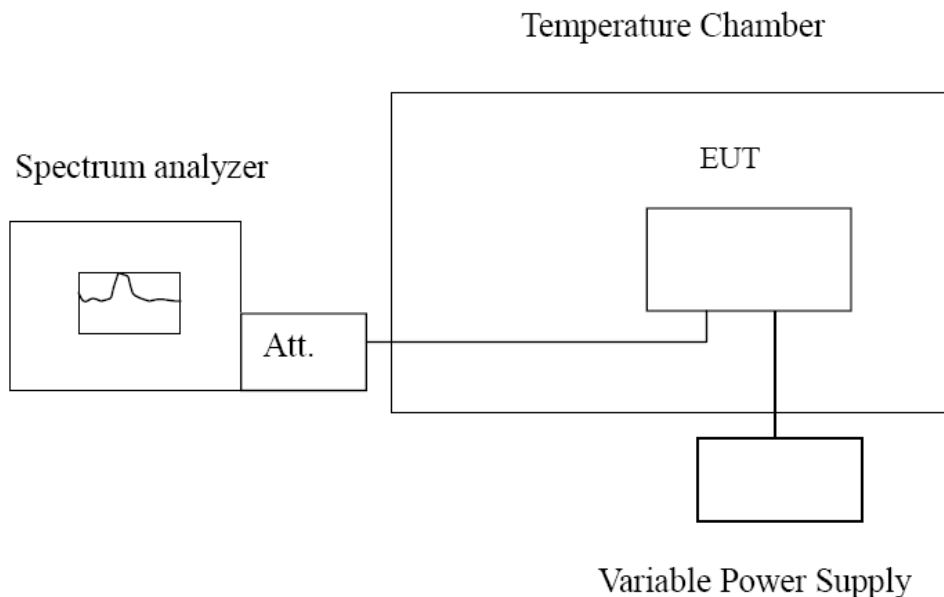 Temperature Chamber
Spectrum analyzer
EUT
Att.
Variable Power Supply